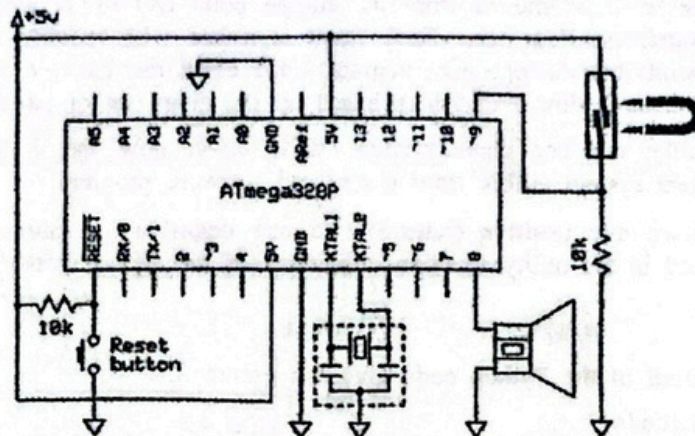 +5v
A5 A4 A3 A2 A1 A0 GND ARef 5V 13 12 ~11 ~10 ~9
ATmega328P
RESET RX/0 TX/1 2 ~3 4 5V GND XTAL1 XTAL2 ~5 ~6 7 8
10k
10k
Reset
button